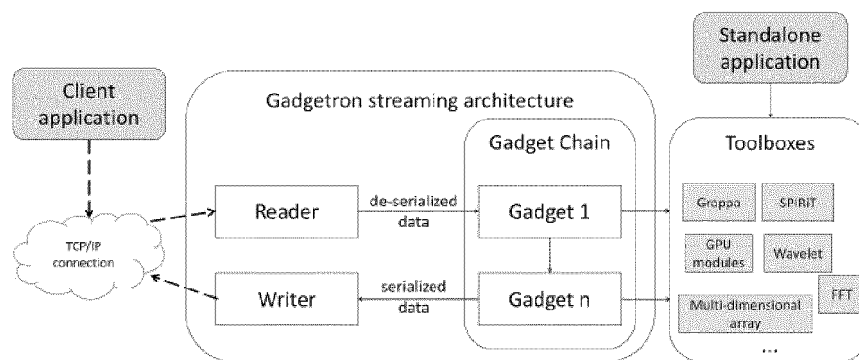 Standalone
application
Client
application
Gadgetron streaming architecture
Gadget Chain
Toolboxes
Reader
de-serialized
data
Gadget 1
Grappa
SPIRiT
TCP/IP
connection
GPU
modules
Wavelet
Writer
serialized
data
Gadget n
FFT
Multi-dimensional
array
...